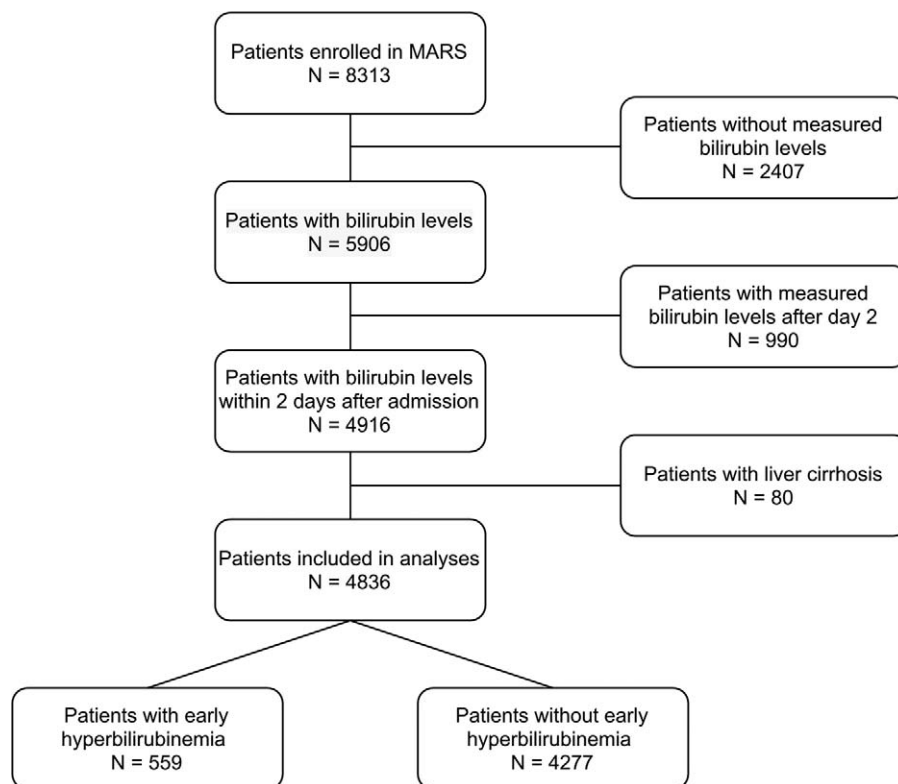 Patients enrolled in MARS
N = 8313
Patients without measured
bilirubin levels
N = 2407
Patients with bilirubin levels
N = 5906
Patients with measured
bilirubin levels after day 2
N = 990
Patients with bilirubin levels
within 2 days after admission
N = 4916
Patients with liver cirrhosis
N = 80
Patients included in analyses
N = 4836
Patients with early
hyperbilirubinemia
N = 559
Patients without early
hyperbilirubinemia
N = 4277